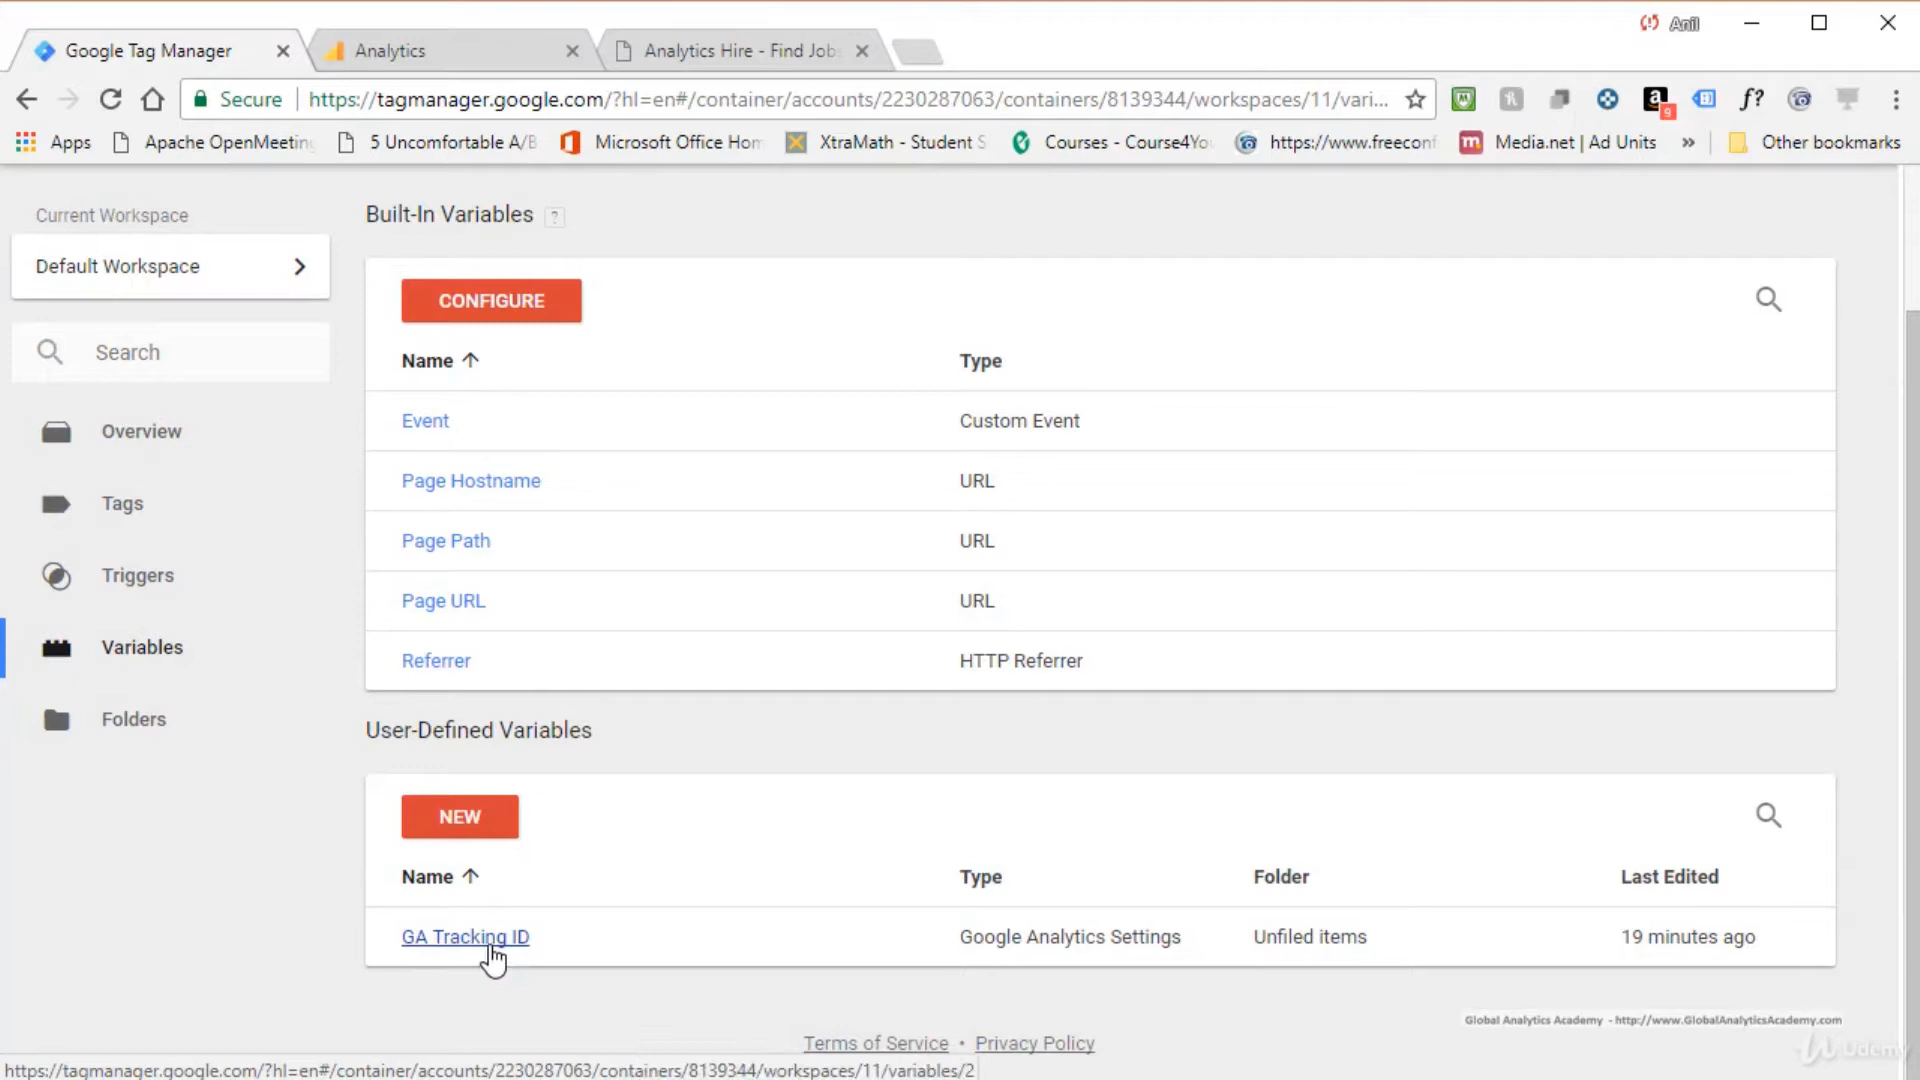 Anil
Google Tag Manager
Analytics
Analytics Hire - Find Job
Secure
https://tagmanager.google.com/?hl=en#/container/accounts/2230287063/containers/8139344/workspaces/11/vari...
a
9
f?
Apps
Apache OpenMeeting
5 Uncomfortable A/B
Microsoft Office Hom
XtraMath - Student S
Courses - Course4Yo
https://www.freeconf
m
Media.net | Ad Units
»
Other bookmarks
Current Workspace
Default Workspace
Search
Overview
Tags
Triggers
Variables
Folders
Built-In Variables ?
CONFIGURE
Name Type
Event Custom Event
Page Hostname URL
Page Path URL
Page URL URL
Referrer HTTP Referrer
User-Defined Variables
NEW
Name Type Folder Last Edited
GA Tracking ID Google Analytics Settings Unfiled items 19 minutes ago
Global Analytics Academy - http://www.GlobalAnalyticsAcademy.com
Terms of Service • Privacy Policy
Udemy
https://tagmanager.google.com/?hl=en#/container/accounts/2230287063/containers/8139344/workspaces/11/variables/2